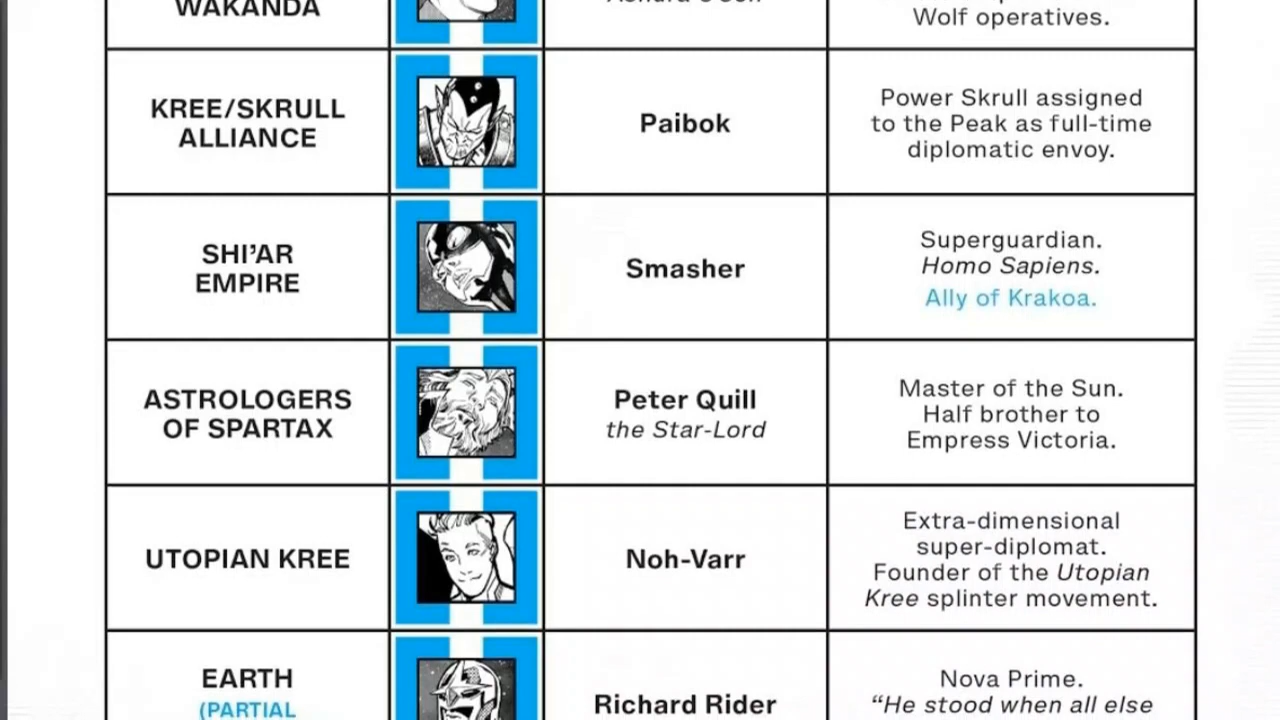 WAKANDA
Wolf operatives.
KREE/SKRULL
ALLIANCE
Paibok
Power Skrull assigned
to the Peak as full-time
diplomatic envoy.
SHI’AR
EMPIRE
Smasher
Superguardian.
Homo Sapiens.
Ally of Krakoa.
ASTROLOGERS
OF SPARTAX
Peter Quill
the Star-Lord
Master of the Sun.
Half brother to
Empress Victoria.
UTOPIAN KREE
Noh-Varr
Extra-dimensional
super-diplomat.
Founder of the Utopian
Kree splinter movement.
EARTH
(PARTIAL
Richard Rider
Nova Prime.
“He stood when all else